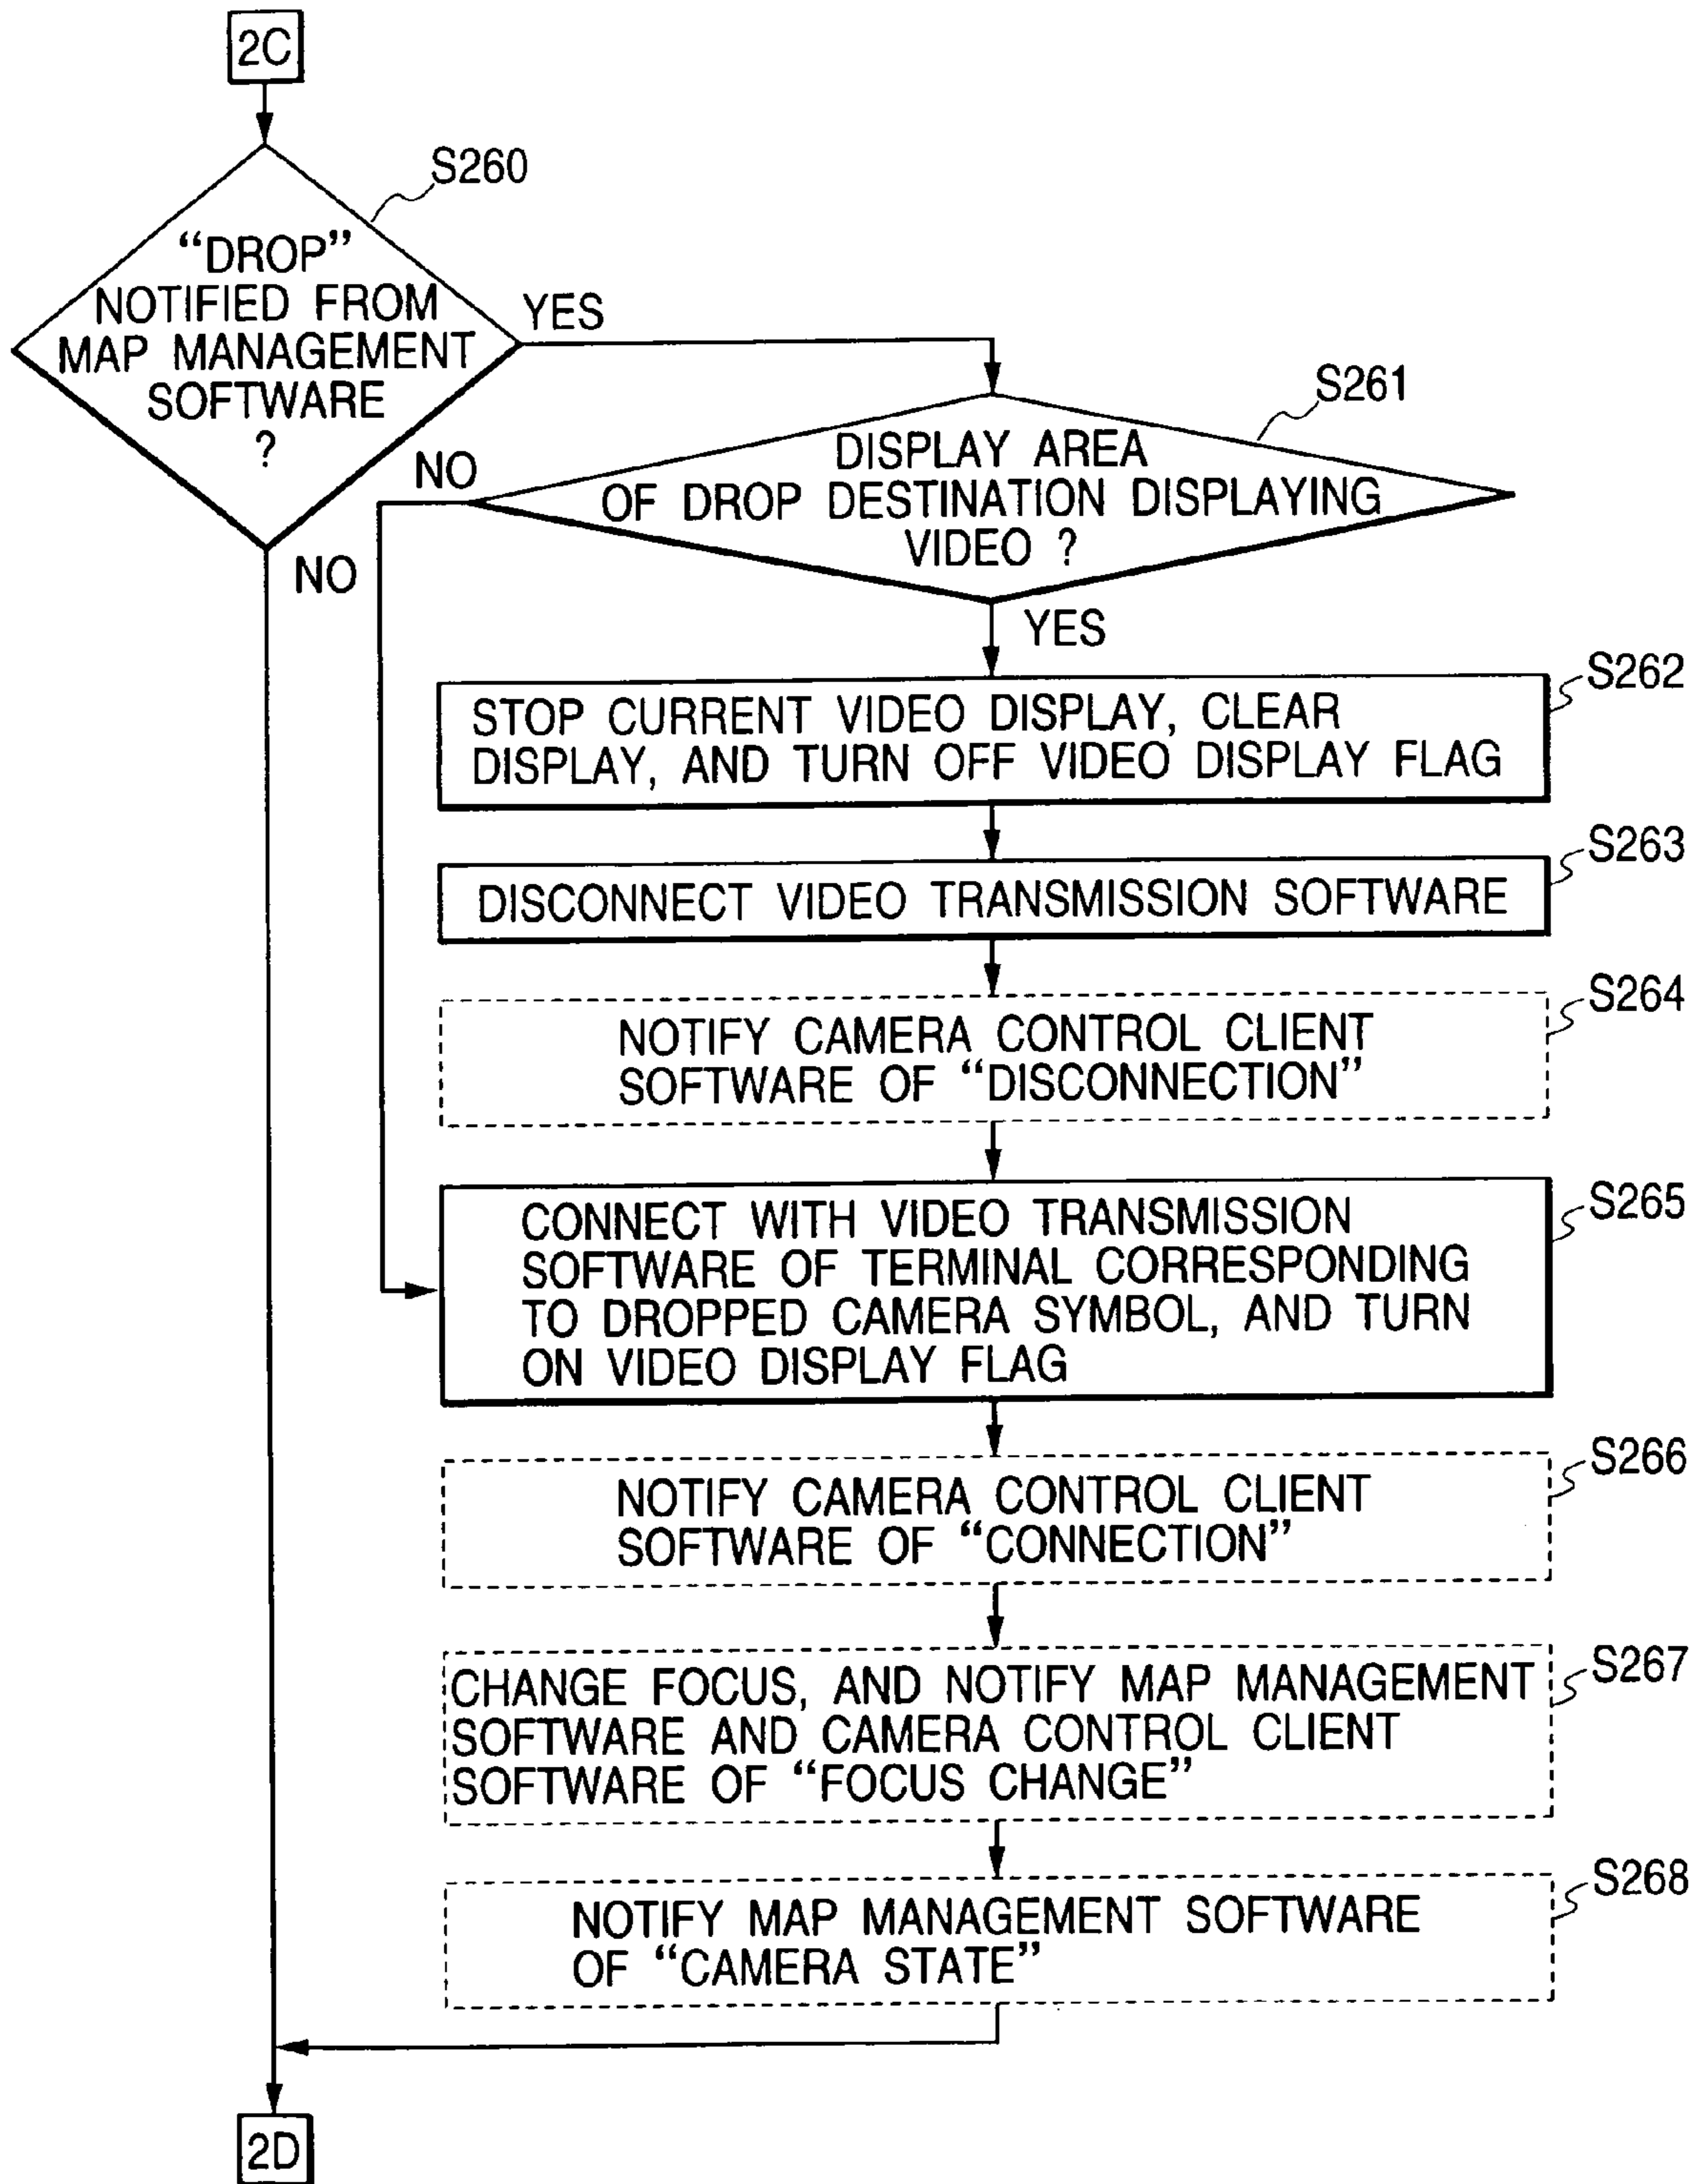 2C
S260
“DROP”
NOTIFIED FROM
MAP MANAGEMENT
SOFTWARE
?
YES
NO
S261
DISPLAY AREA
OF DROP DESTINATION DISPLAYING
VIDEO ?
NO
YES
S262
STOP CURRENT VIDEO DISPLAY, CLEAR
DISPLAY, AND TURN OFF VIDEO DISPLAY FLAG
S263
DISCONNECT VIDEO TRANSMISSION SOFTWARE
S264
NOTIFY CAMERA CONTROL CLIENT
SOFTWARE OF “DISCONNECTION”
S265
CONNECT WITH VIDEO TRANSMISSION
SOFTWARE OF TERMINAL CORRESPONDING
TO DROPPED CAMERA SYMBOL, AND TURN
ON VIDEO DISPLAY FLAG
S266
NOTIFY CAMERA CONTROL CLIENT
SOFTWARE OF “CONNECTION”
S267
CHANGE FOCUS, AND NOTIFY MAP MANAGEMENT
SOFTWARE AND CAMERA CONTROL CLIENT
SOFTWARE OF “FOCUS CHANGE”
S268
NOTIFY MAP MANAGEMENT SOFTWARE
OF “CAMERA STATE”
2D